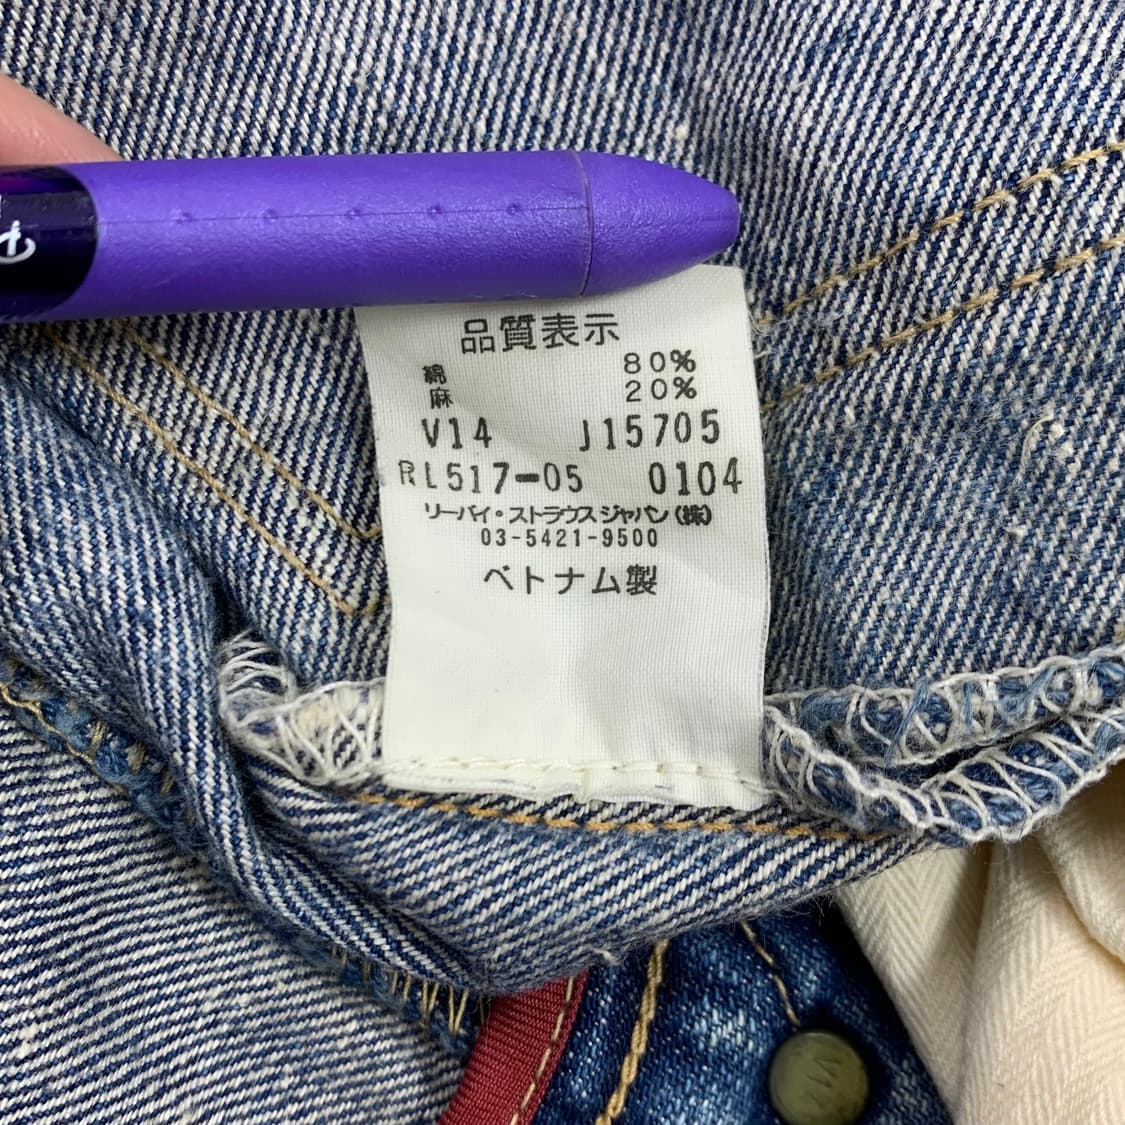 品質表示
綿 80%
麻 20%
V14 J15705
RL517-05 0104
リーバイ・ストラウスジャパン(株)
03-5421-9500
ベトナム製